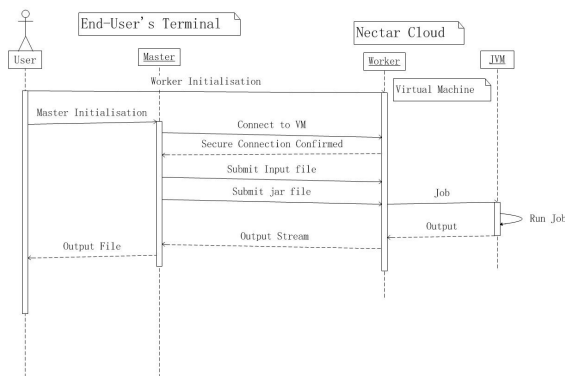 End-User's Terminal
Nectar Cloud
User
Master
Worker
JVM
Worker Initialisation
Virtual Machine
Master Initialisation
Connect to VM
Secure Connection Confirmed
Submit Input file
Submit jar file
Job
Run Job
Output
Output Stream
Output File